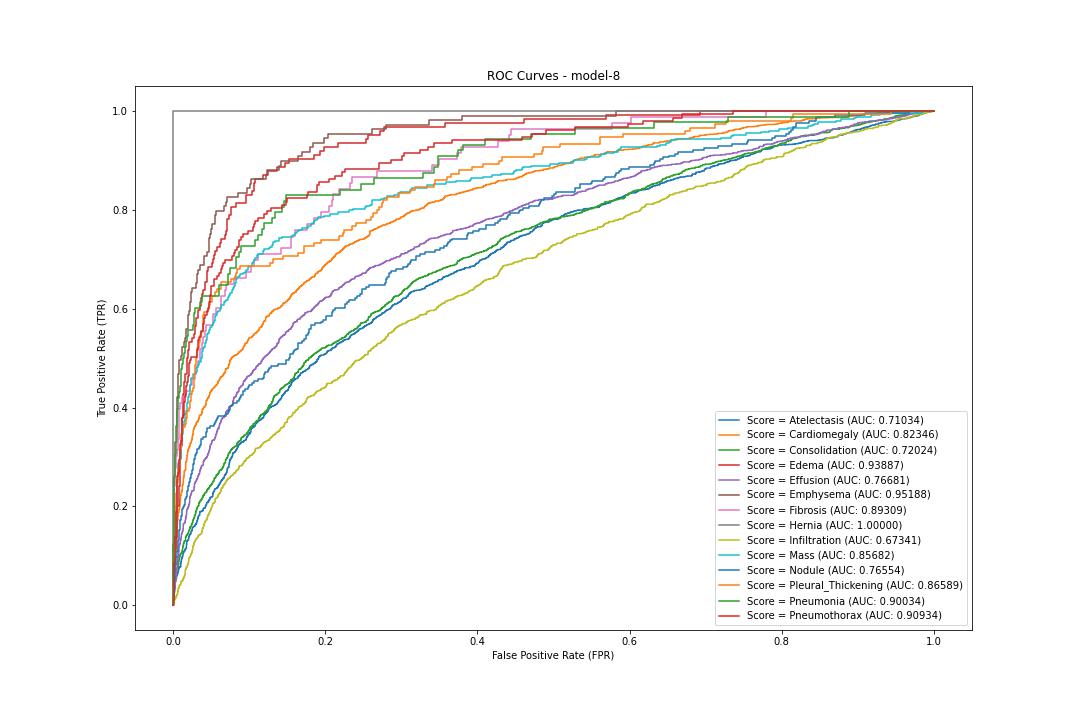 ROC Curves - model-8
True Positive Rate (TPR)
1.0
0.8
0.6
0.4
0.2
0.0
Score = Atelectasis (AUC: 0.71034)
Score = Cardiomegaly (AUC: 0.82346)
Score = Consolidation (AUC: 0.72024)
Score = Edema (AUC: 0.93887)
Score = Effusion (AUC: 0.76681)
Score = Emphysema (AUC: 0.95188)
Score = Fibrosis (AUC: 0.89309)
Score = Hernia (AUC: 1.00000)
Score = Infiltration (AUC: 0.67341)
Score = Mass (AUC: 0.85682)
Score = Nodule (AUC: 0.76554)
Score = Pleural_Thickening (AUC: 0.86589)
Score = Pneumonia (AUC: 0.90034)
Score = Pneumothorax (AUC: 0.90934)
0.0 0.2 0.4 0.6 0.8 1.0
False Positive Rate (FPR)